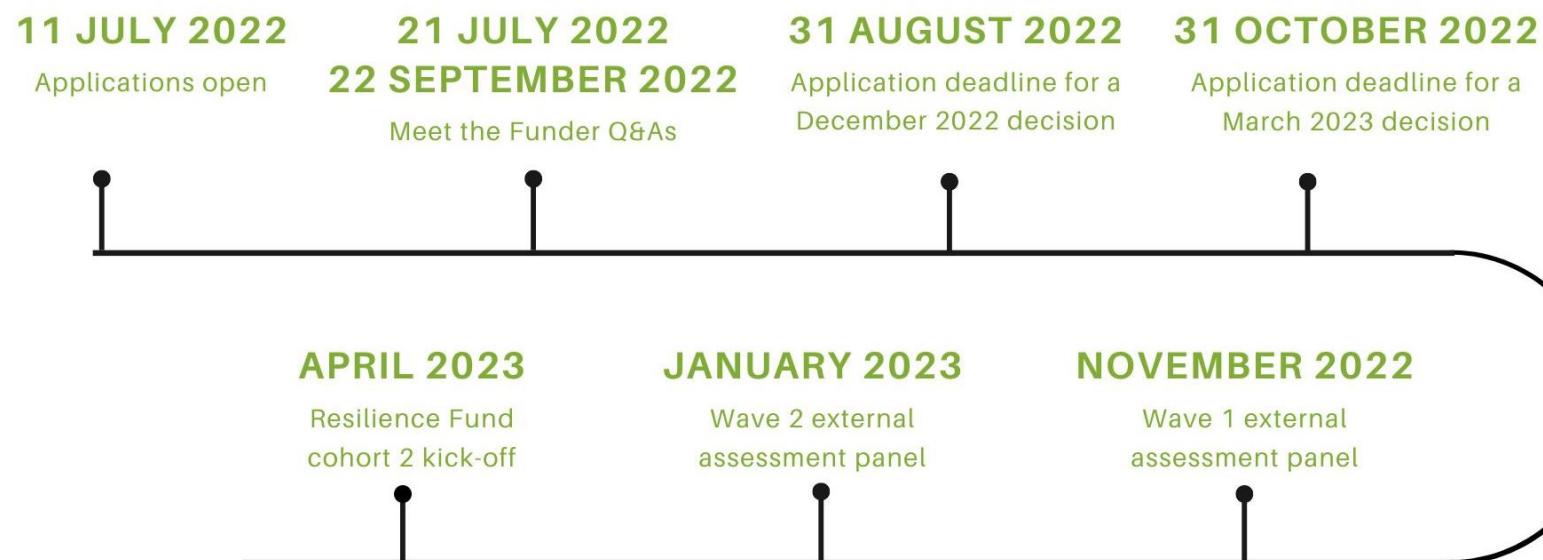 11 JULY 2022
Applications open
21 JULY 2022
22 SEPTEMBER 2022
Meet the Funder Q&As
31 AUGUST 2022
Application deadline for a
December 2022 decision
31 OCTOBER 2022
Application deadline for a
March 2023 decision
APRIL 2023
Resilience Fund
cohort 2 kick-off
JANUARY 2023
Wave 2 external
assessment panel
NOVEMBER 2022
Wave 1 external
assessment panel